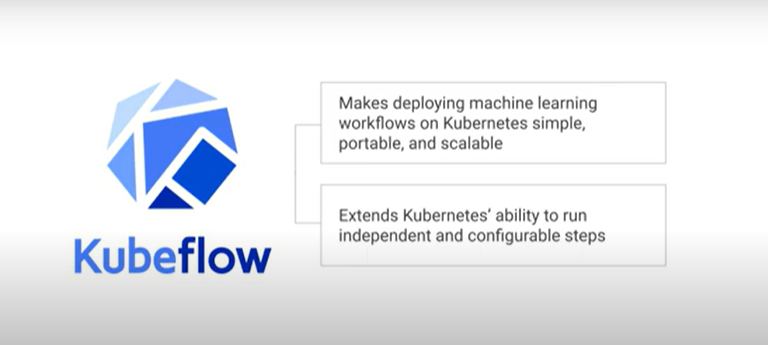 Makes deploying machine learning
workflows on Kubernetes simple,
portable, and scalable
Extends Kubernetes’ ability to run
independent and configurable steps
Kubeflow